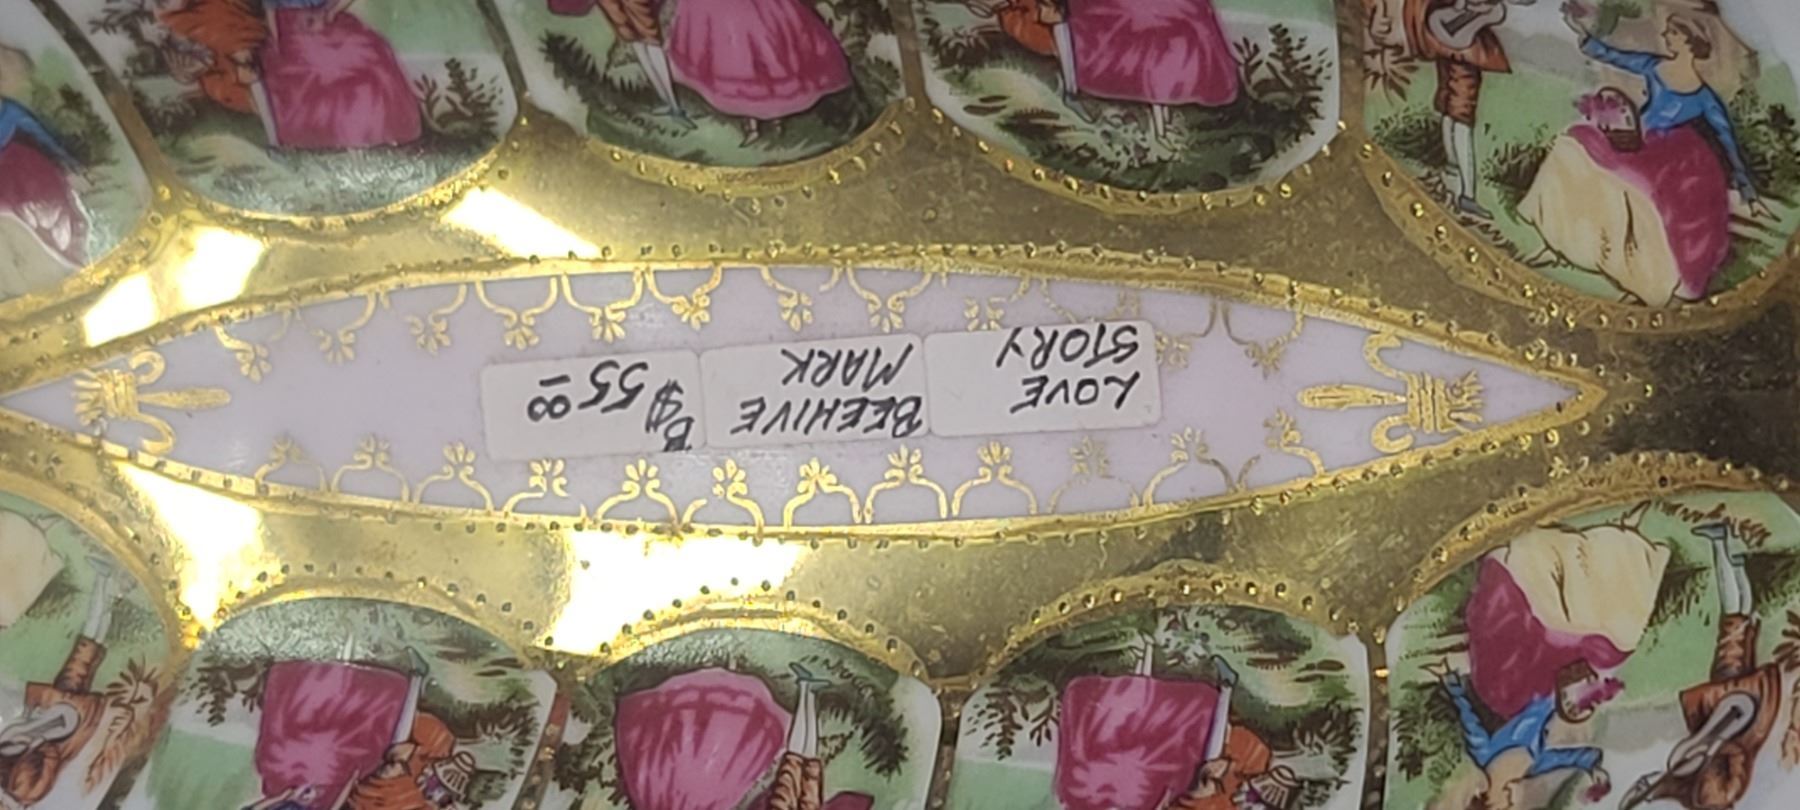 LOVE
STORY
BEEHIVE
MARK
B
$55.00